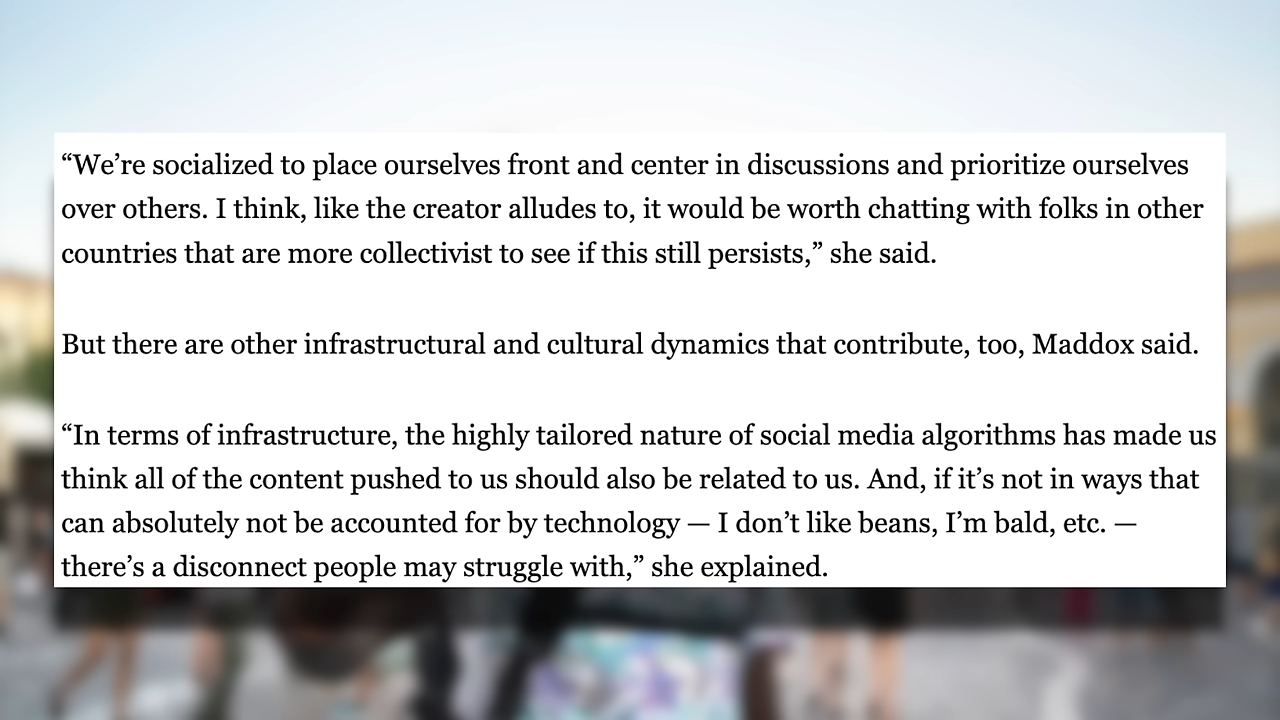 “We’re socialized to place ourselves front and center in discussions and prioritize ourselves
over others. I think, like the creator alludes to, it would be worth chatting with folks in other
countries that are more collectivist to see if this still persists,” she said.
But there are other infrastructural and cultural dynamics that contribute, too, Maddox said.
“In terms of infrastructure, the highly tailored nature of social media algorithms has made us
think all of the content pushed to us should also be related to us. And, if it’s not in ways that
can absolutely not be accounted for by technology — I don’t like beans, I’m bald, etc. —
there’s a disconnect people may struggle with,” she explained.